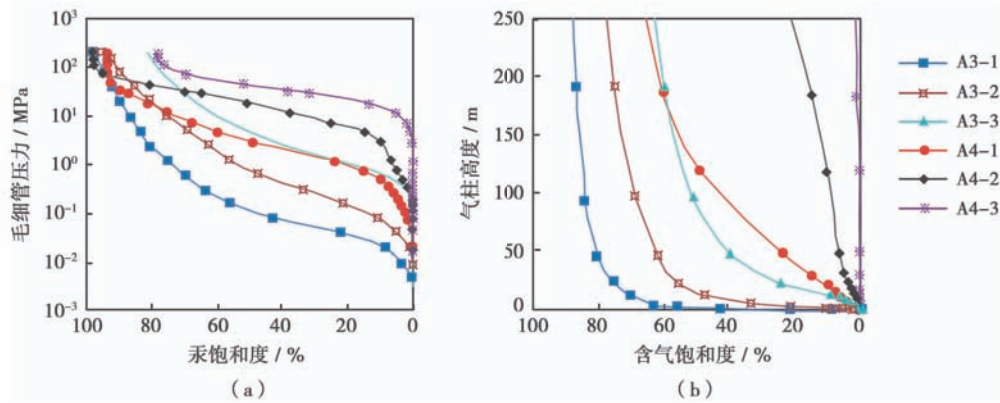 10³
10²
10¹
10⁰
10⁻¹
10⁻²
10⁻³
毛细管压力 / MPa
100 80 60 40 20 0
汞饱和度 / %
(a)
250
200
150
100
50
0
气柱高度 / m
100 80 60 40 20 0
含气饱和度 / %
(b)
A3-1
A3-2
A3-3
A4-1
A4-2
A4-3